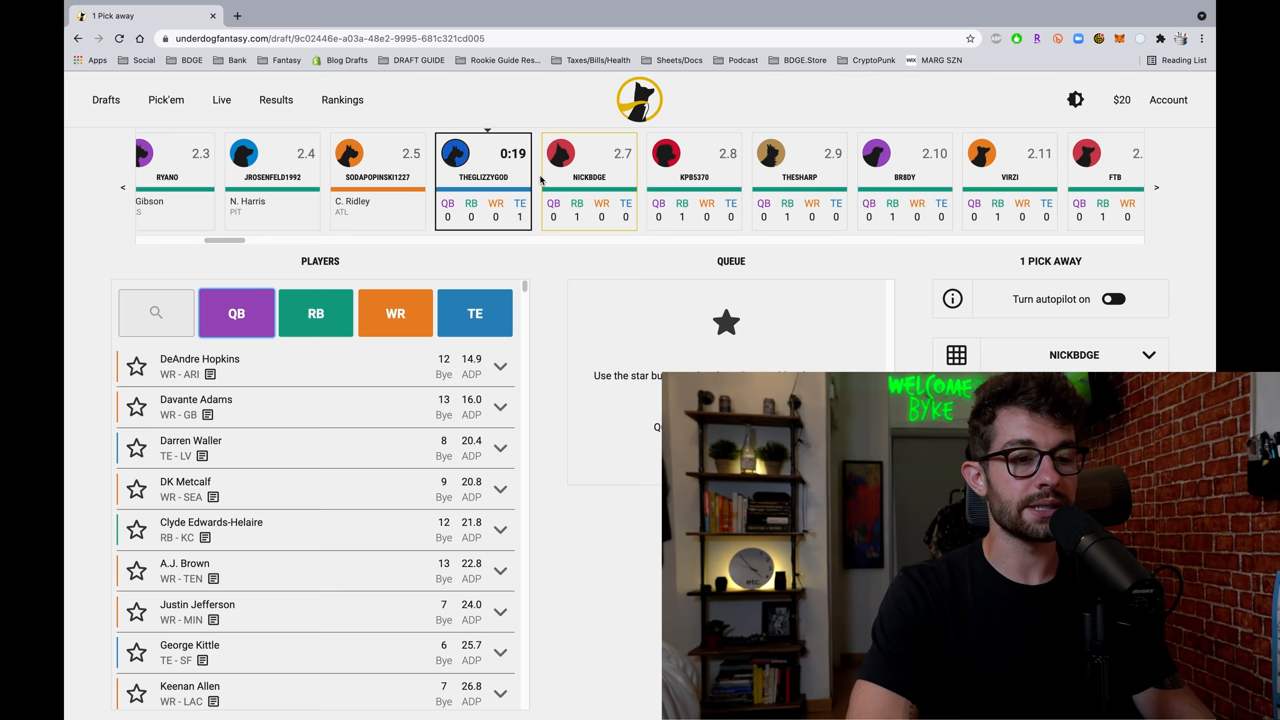 1 Pick away
underdogfantasy.com/draft/9c02446e-a03a-48e2-9995-681c321cd005
Apps Social BDGE Bank Fantasy Blog Drafts DRAFT GUIDE Rookie Guide Res... Taxes/Bills/Health Sheets/Docs Podcast BDGE.Store CryptoPunk WIX MARG SZN Reading List
Drafts Pick'em Live Results Rankings $20 Account
2.3 2.4 2.5 0:19 2.7 2.8 2.9 2.10 2.11 2.
RYANO JROSENFELD1992 SODAPOPINSKI1227 THEGLIZZYGOD NICKBDGE KPB5370 THESHARP BR8DY VIRZI FTB
Gibson N. Harris C. Ridley QB RB WR TE QB RB WR TE QB RB WR TE QB RB WR TE QB RB WR TE QB RB WR TE QB RB WR
S PIT ATL 0 0 0 1 0 1 0 0 0 1 0 0 0 1 0 0 0 1 0 0 0 0 0 1 0 1 0
< >
PLAYERS QUEUE 1 PICK AWAY
QB RB WR TE
Turn autopilot on
NICKBDGE
DeAndre Hopkins 12 14.9
WR - ARI Bye ADP
Davante Adams 13 16.0
WR - GB Bye ADP
Darren Waller 8 20.4
TE - LV Bye ADP
DK Metcalf 9 20.8
WR - SEA Bye ADP
Clyde Edwards-Helaire 12 21.8
RB - KC Bye ADP
A.J. Brown 13 22.8
WR - TEN Bye ADP
Justin Jefferson 7 24.0
WR - MIN Bye ADP
George Kittle 6 25.7
TE - SF Bye ADP
Keenan Allen 7 26.8
WR - LAC Bye ADP
Use the star bu
Q
WELCOME
BYKE
etc.